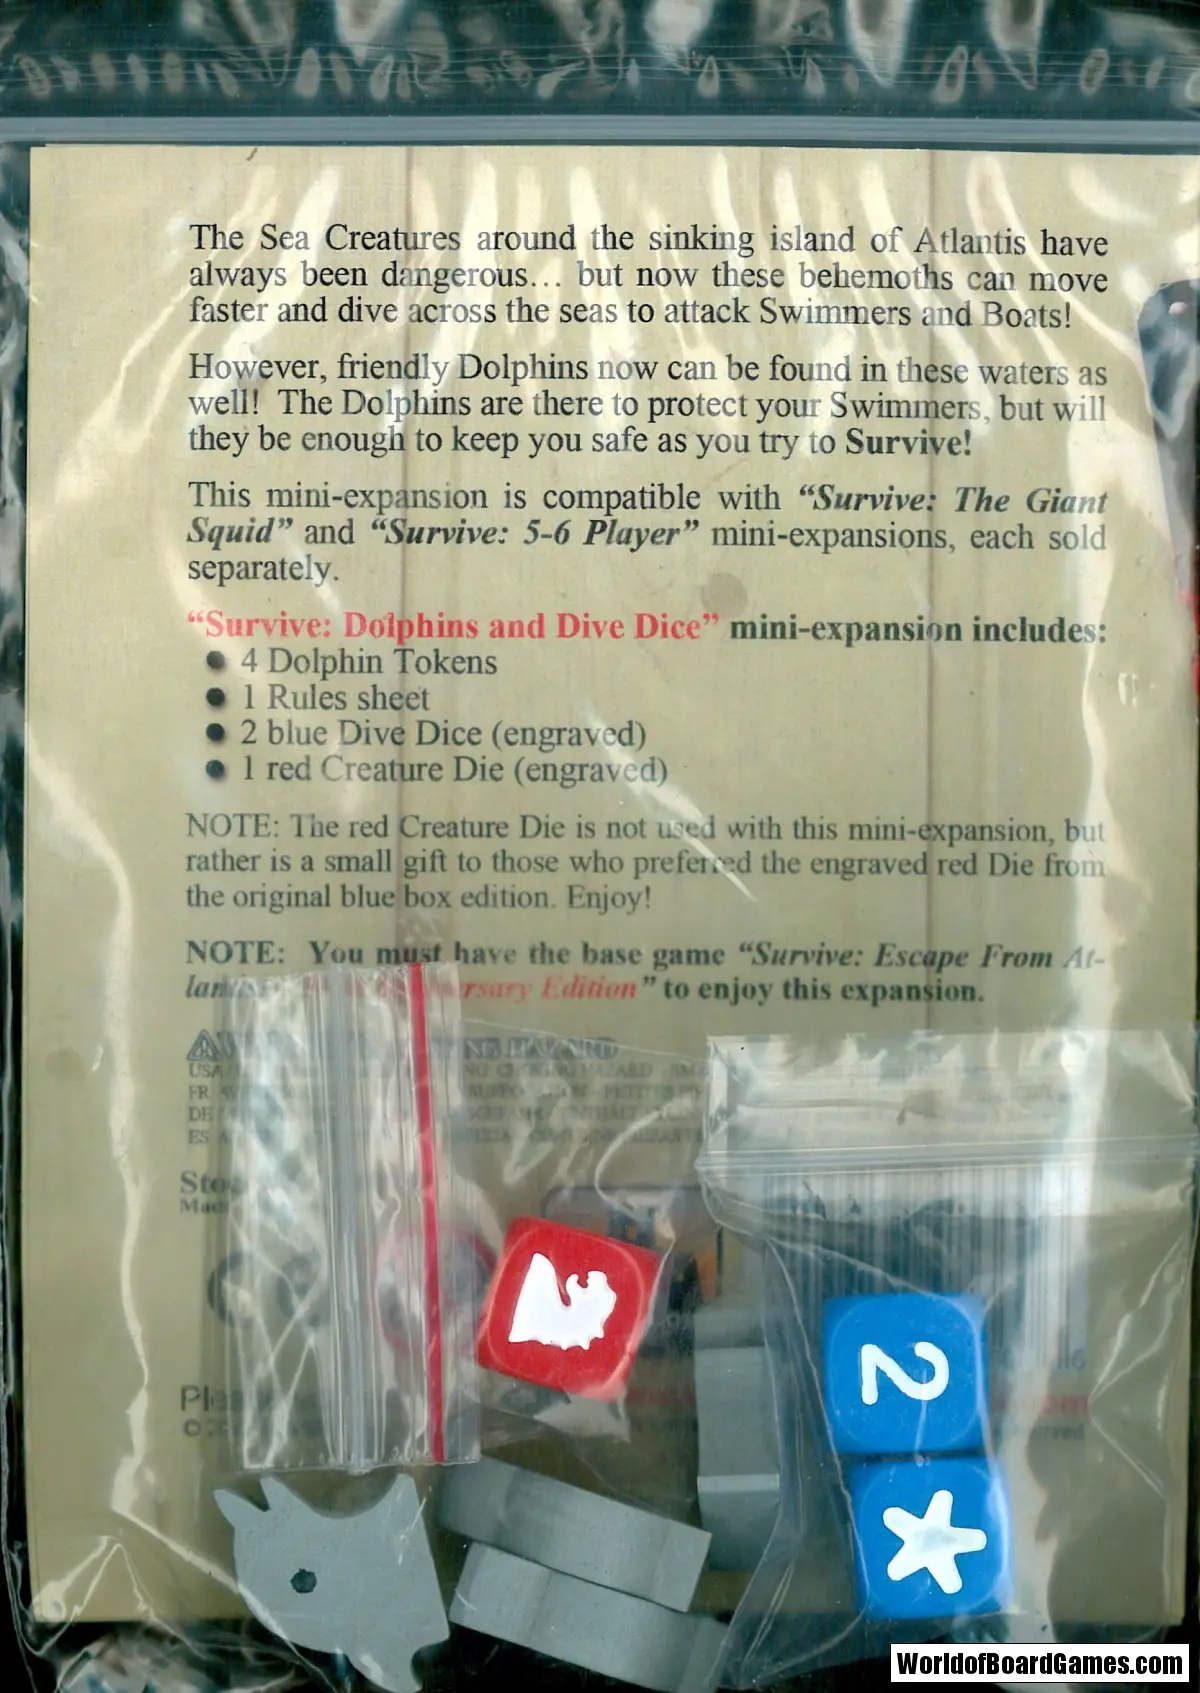 The Sea Creatures around the sinking island of Atlantis have
always been dangerous... but now these behemoths can move
faster and dive across the seas to attack Swimmers and Boats!
However, friendly Dolphins now can be found in these waters as
well! The Dolphins are there to protect your Swimmers, but will
they be enough to keep you safe as you try to Survive!
This mini-expansion is compatible with “Survive: The Giant
Squid” and “Survive: 5-6 Player” mini-expansions, each sold
separately.
“Survive: Dolphins and Dive Dice” mini-expansion includes:
● 4 Dolphin Tokens
● 1 Rules sheet
● 2 blue Dive Dice (engraved)
● 1 red Creature Die (engraved)
NOTE: The red Creature Die is not used with this mini-expansion, but
rather is a small gift to those who preferred the engraved red Die from
the original blue box edition. Enjoy!
NOTE: You must have the base game “Survive: Escape From At-
Edition” to enjoy this expansion.
USA
FR
DE
ES
2
WorldofBoardGames.com